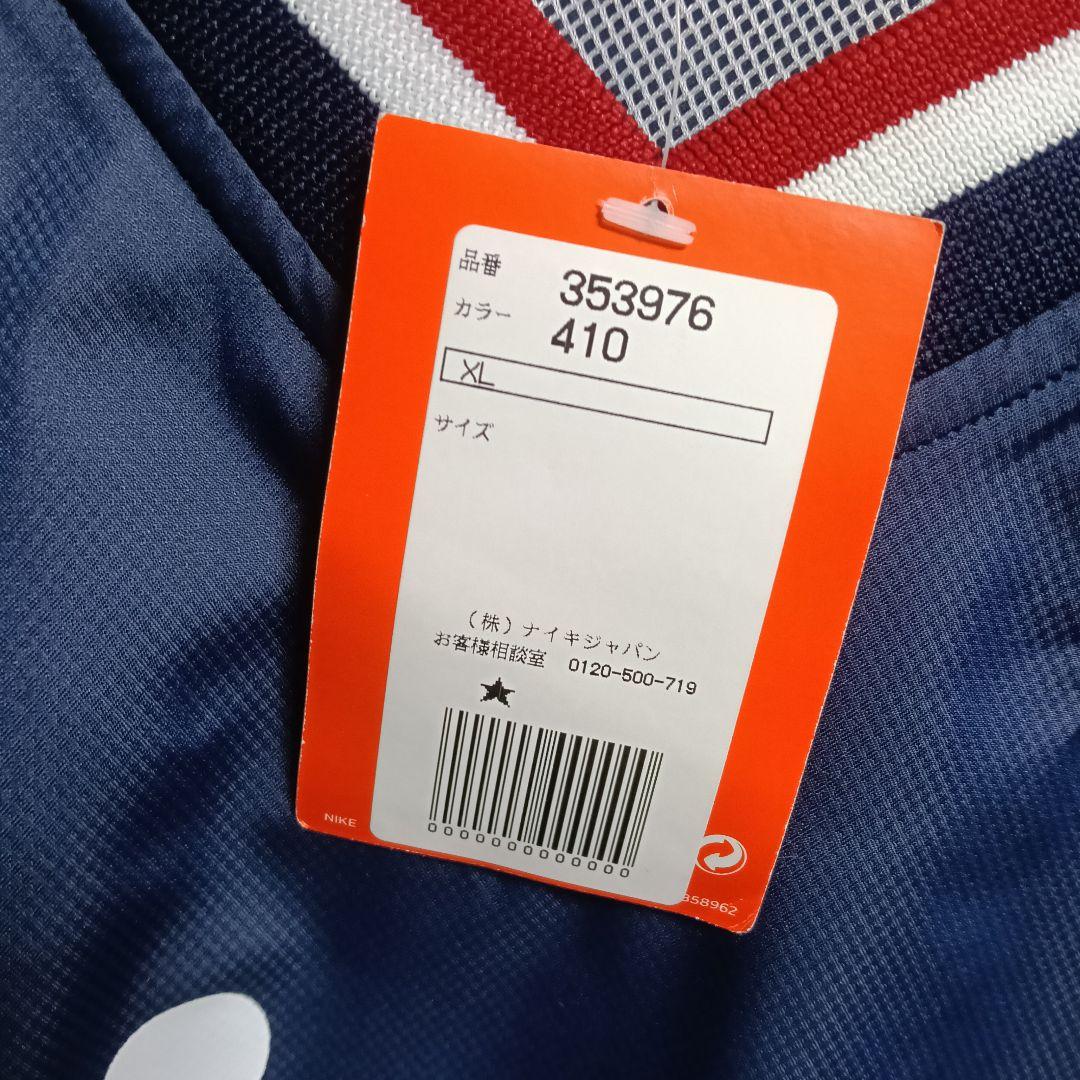 品番 353976
カラー 410
XL
サイズ
(株)ナイキジャパン
お客様相談室 0120-500-719
0000000000000
NIKE
358962